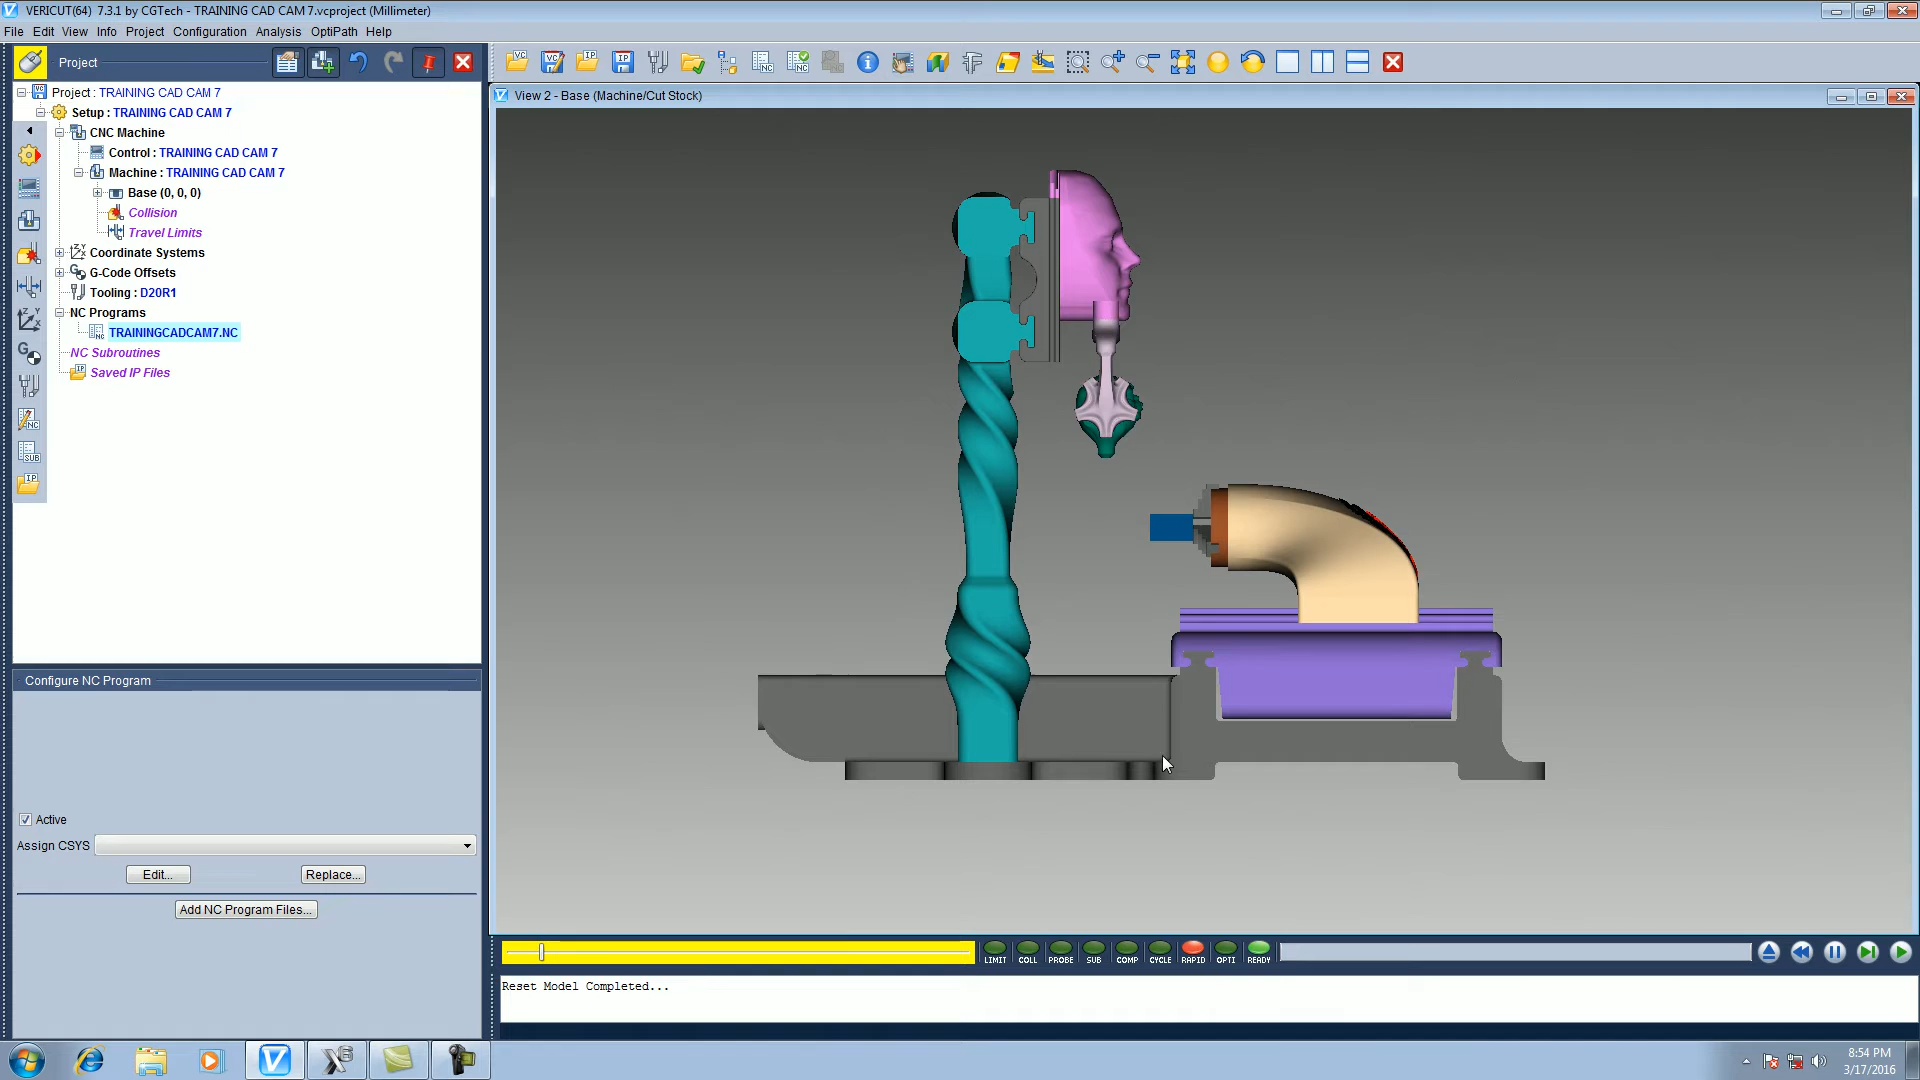 VERICUT(64)  7.3.1 by CGTech - TRAINING CAD CAM 7.vcproject (Millimeter)
File Edit View Info Project Configuration Analysis OptiPath Help
Project
View 2 - Base (Machine/Cut Stock)
Project : TRAINING CAD CAM 7
Setup : TRAINING CAD CAM 7
CNC Machine
Control : TRAINING CAD CAM 7
Machine : TRAINING CAD CAM 7
Base (0, 0, 0)
Collision
Travel Limits
Coordinate Systems
G-Code Offsets
Tooling : D20R1
NC Programs
TRAININGCADCAM7.NC
NC Subroutines
Saved IP Files
Configure NC Program
Active
Assign CSYS
Edit... Replace...
Add NC Program Files...
LIMIT COLL PROBE SUB COMP CYCLE RAPID OPTI READY
Reset Model Completed...
8:54 PM
3/17/2016